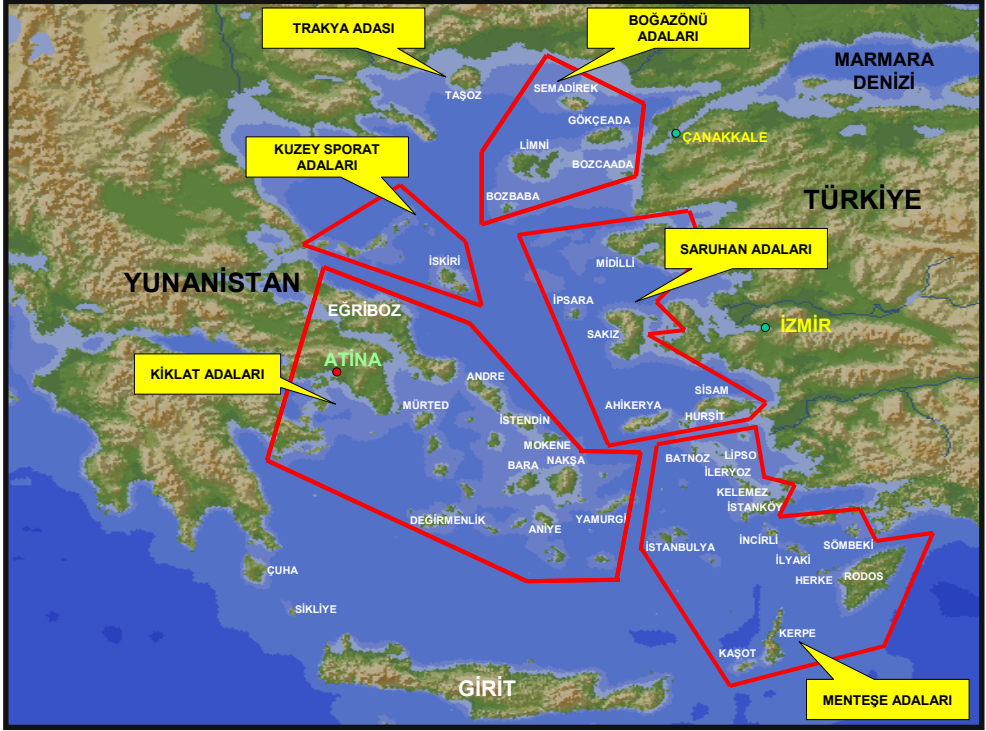 TRAKYA ADASI
BOĞAZÖNÜ
ADALARI
MARMARA
DENİZİ
TAŞOZ
SEMADİREK
GÖKÇEADA
ÇANAKKALE
LİMNİ
BOZCAADA
KUZEY SPORAT
ADALARI
BOZBABA
TÜRKİYE
SARUHAN ADALARI
MİDİLLİ
İSKİRİ
YUNANİSTAN
EĞRİBOZ
İPSARA
SAKIZ
İZMİR
ATİNA
KİKLAT ADALARI
ANDRE
SİSAM
MÜRTED
AHİKERYA
HURŞİT
İSTENDİN
MOKENE
BARA
NAKŞA
BATNOZ
LİPSO
İLERYOZ
KELEMEZ
İSTANKÖY
DEĞİRMENLİK
ANİYE
YAMURGİ
İSTANBULYA
İNCİRLİ
SÖMBEKİ
İLYAKİ
HERKE
RODOS
ÇUHA
SİKLİYE
KERPE
KAŞOT
GİRİT
MENTEŞE ADALARI